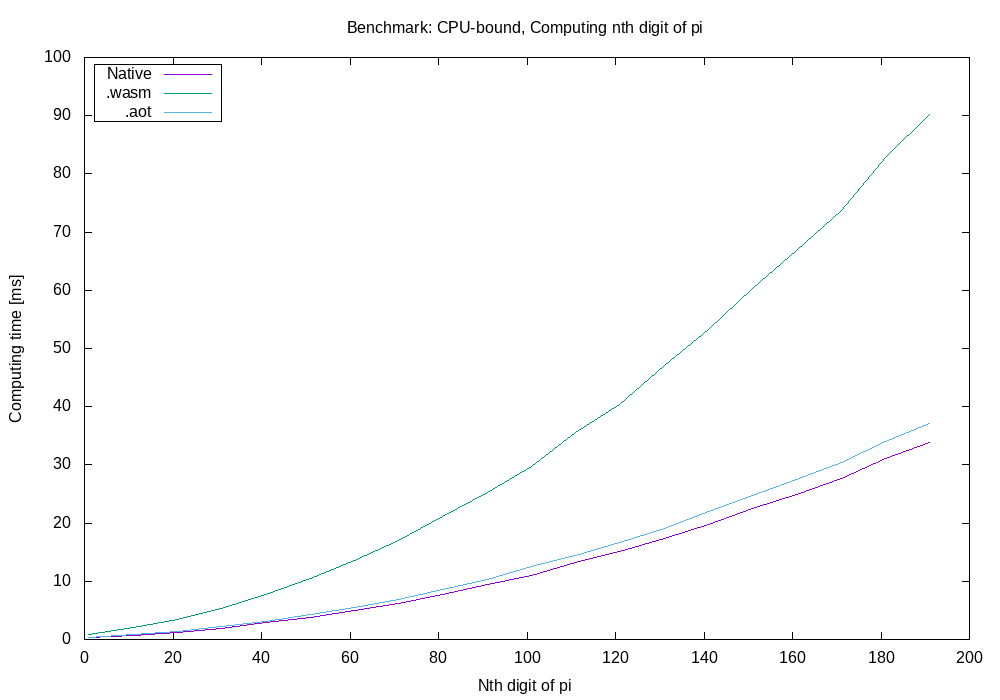 Benchmark: CPU-bound, Computing nth digit of pi
100
90
80
70
60
50
40
30
20
10
0
Native
.wasm
.aot
Computing time [ms]
0 20 40 60 80 100 120 140 160 180 200
Nth digit of pi